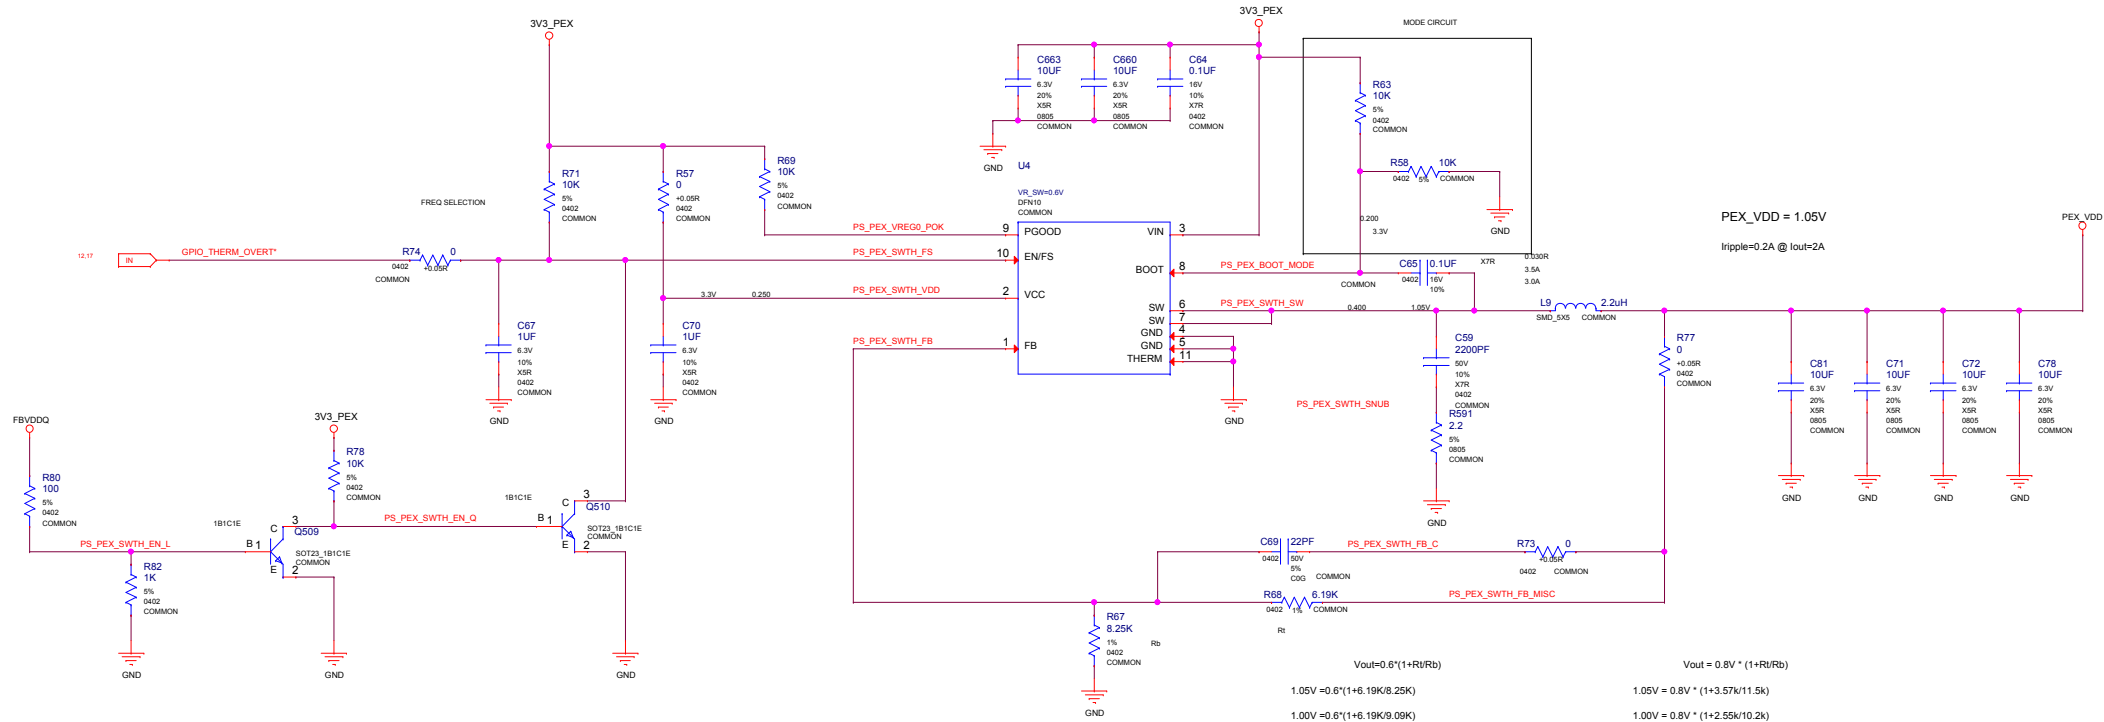 3V3_PEX
3V3_PEX
MODE CIRCUIT
C663
10UF
6.3V
20%
X5R
0805
COMMON
C660
10UF
6.3V
20%
X5R
0805
COMMON
C64
0.1UF
16V
10%
X7R
0402
COMMON
GND
R63
10K
5%
0402
COMMON
R58
10K
0402
5%
COMMON
GND
0.200
3.3V
R71
10K
5%
0402
COMMON
R57
0
+0.05R
0402
COMMON
R69
10K
5%
0402
COMMON
FREQ SELECTION
U4
VR_SW=0.6V
DFN10
COMMON
PEX_VDD = 1.05V
Iripple=0.2A @ Iout=2A
PEX_VDD
12,17
IN
GPIO_THERM_OVERT*
R74
0
0402
+0.05R
COMMON
PS_PEX_VREG0_POK
9
PGOOD
PS_PEX_SWTH_FS
10
EN/FS
PS_PEX_SWTH_VDD
3.3V
0.250
2
VCC
PS_PEX_SWTH_FB
1
FB
VIN
3
BOOT
8
PS_PEX_BOOT_MODE
SW
6
PS_PEX_SWTH_SW
SW
7
GND
4
GND
5
THERM
11
GND
COMMON
C65
0.1UF
0402
16V
10%
X7R
0.030R
3.5A
3.0A
0.400
1.05V
L9
2.2uH
SMD_5X5
COMMON
C67
1UF
6.3V
10%
X5R
0402
COMMON
GND
C70
1UF
6.3V
10%
X5R
0402
COMMON
GND
C59
2200PF
50V
10%
X7R
0402
COMMON
PS_PEX_SWTH_SNUB
R591
2.2
5%
0805
COMMON
GND
R77
0
+0.05R
0402
COMMON
C81
10UF
6.3V
20%
X5R
0805
COMMON
GND
C71
10UF
6.3V
20%
X5R
0805
COMMON
GND
C72
10UF
6.3V
20%
X5R
0805
COMMON
GND
C78
10UF
6.3V
20%
X5R
0805
COMMON
GND
FBVDDQ
R80
100
5%
0402
COMMON
3V3_PEX
R78
10K
5%
0402
COMMON
PS_PEX_SWTH_EN_L
R82
1K
5%
0402
COMMON
GND
1B1C1E
B
1
C
3
Q509
SOT23_1B1C1E
COMMON
E
2
GND
PS_PEX_SWTH_EN_Q
1B1C1E
B
1
C
3
Q510
SOT23_1B1C1E
COMMON
E
2
GND
C69
22PF
0402
50V
5%
C0G
COMMON
PS_PEX_SWTH_FB_C
R73
0
0402
+0.05R
COMMON
R68
6.19K
0402
1%
COMMON
Rt
PS_PEX_SWTH_FB_MISC
R67
8.25K
1%
0402
COMMON
Rb
GND
Vout=0.6*(1+Rt/Rb)
1.05V =0.6*(1+6.19K/8.25K)
1.00V =0.6*(1+6.19K/9.09K)
Vout = 0.8V * (1+Rt/Rb)
1.05V = 0.8V * (1+3.57k/11.5k)
1.00V = 0.8V * (1+2.55k/10.2k)